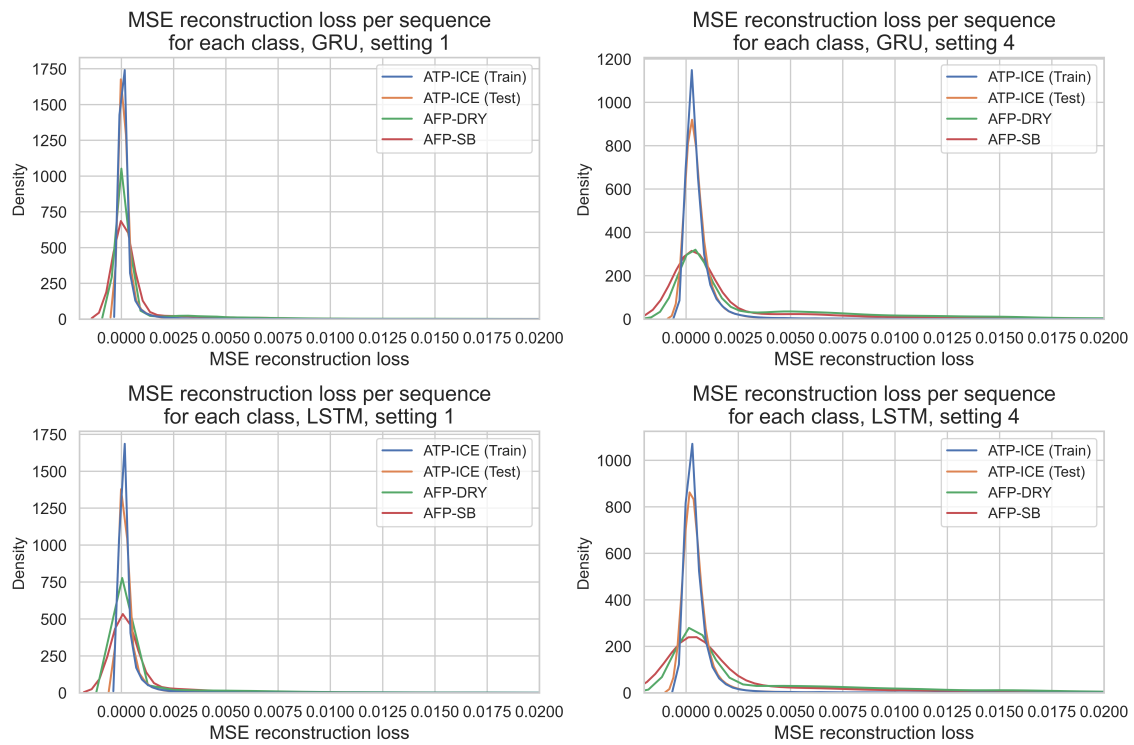 MSE reconstruction loss per sequence
for each class, GRU, setting 1
Density
1750
1500
1250
1000
750
500
250
0
ATP-ICE (Train)
ATP-ICE (Test)
AFP-DRY
AFP-SB
0.0000 0.0025 0.0050 0.0075 0.0100 0.0125 0.0150 0.0175 0.0200
MSE reconstruction loss
MSE reconstruction loss per sequence
for each class, GRU, setting 4
Density
1200
1000
800
600
400
200
0
ATP-ICE (Train)
ATP-ICE (Test)
AFP-DRY
AFP-SB
0.0000 0.0025 0.0050 0.0075 0.0100 0.0125 0.0150 0.0175 0.0200
MSE reconstruction loss
MSE reconstruction loss per sequence
for each class, LSTM, setting 1
Density
1750
1500
1250
1000
750
500
250
0
ATP-ICE (Train)
ATP-ICE (Test)
AFP-DRY
AFP-SB
0.0000 0.0025 0.0050 0.0075 0.0100 0.0125 0.0150 0.0175 0.0200
MSE reconstruction loss
MSE reconstruction loss per sequence
for each class, LSTM, setting 4
Density
1000
800
600
400
200
0
ATP-ICE (Train)
ATP-ICE (Test)
AFP-DRY
AFP-SB
0.0000 0.0025 0.0050 0.0075 0.0100 0.0125 0.0150 0.0175 0.0200
MSE reconstruction loss